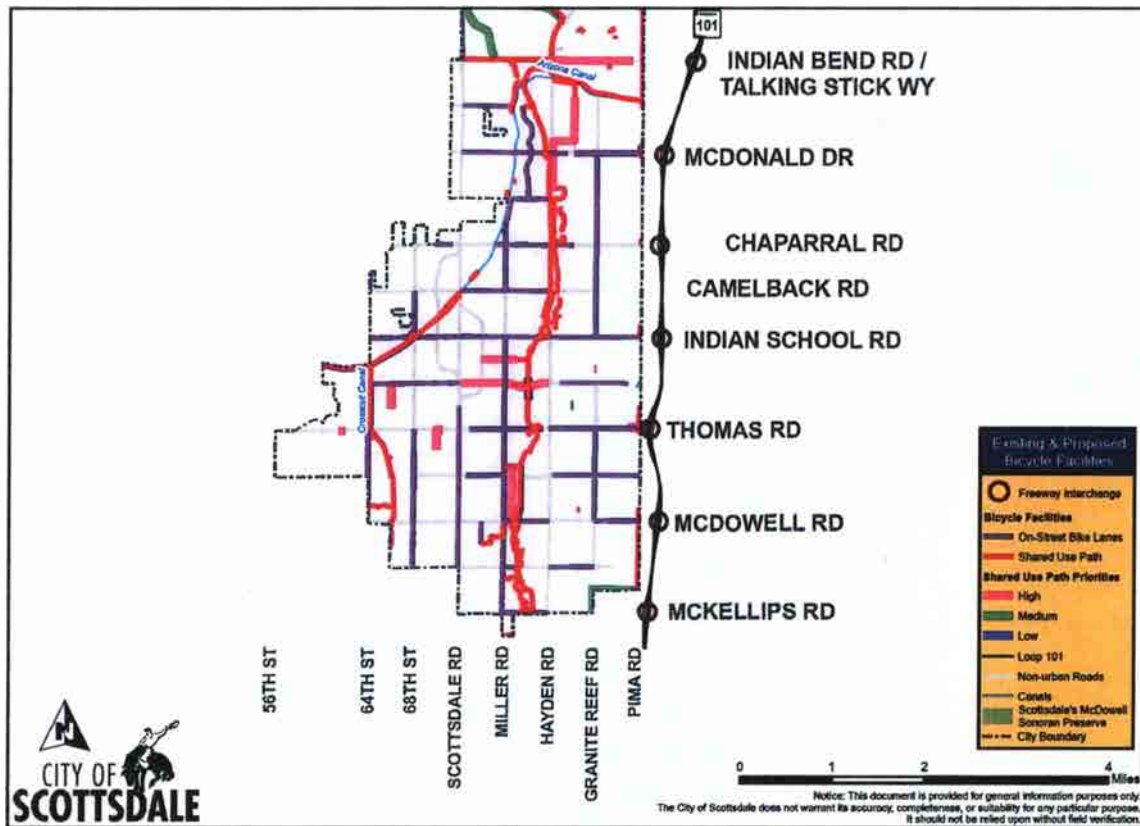 101
INDIAN BEND RD /
TALKING STICK WY
Arizona Canal
MCDONALD DR
CHAPARRAL RD
CAMELBACK RD
INDIAN SCHOOL RD
Crosscut Canal
THOMAS RD
MCDOWELL RD
MCKELLIPS RD
56TH ST
64TH ST
68TH ST
SCOTTSDALE RD
MILLER RD
HAYDEN RD
GRANITE REEF RD
PIMA RD
Existing & Proposed
Bicycle Facilities
Freeway Interchange
Bicycle Facilities
On-Street Bike Lanes
Shared Use Path
Shared Use Path Priorities
High
Medium
Low
Loop 101
Non-urban Roads
Canals
Scottsdale's McDowell
Sonoran Preserve
City Boundary
N
CITY OF
SCOTTSDALE
0 1 2 4
Miles
Notice: This document is provided for general information purposes only.
The City of Scottsdale does not warrant its accuracy, completeness, or suitability for any particular purpose.
It should not be relied upon without field verification.